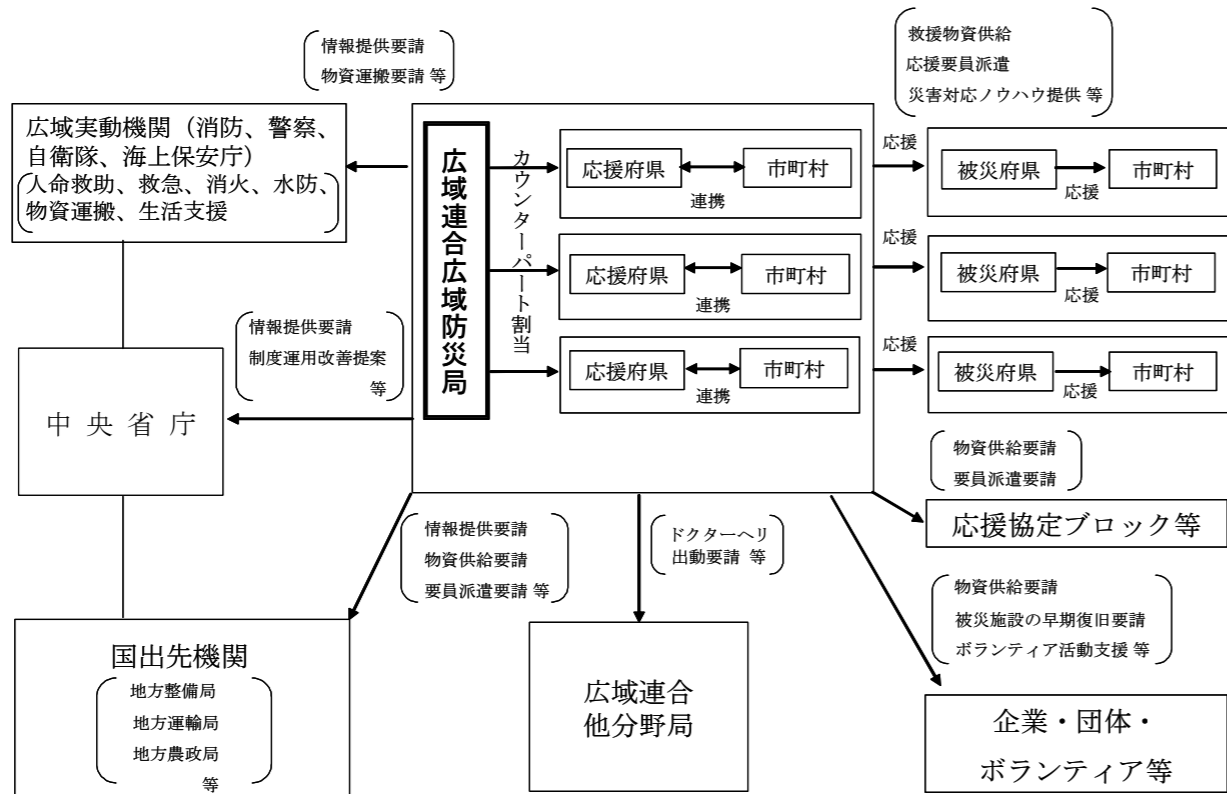 情報提供要請
物資運搬要請 等
救援物資供給
応援要員派遣
災害対応ノウハウ提供 等
広域実動機関（消防、警察、
自衛隊、海上保安庁）
人命救助、救急、消火、水防、
物資運搬、生活支援
広域連合広域防災局
カウンターパート割当
応援府県
市町村
連携
応援
被災府県
市町村
応援
応援府県
市町村
連携
応援
被災府県
市町村
応援
応援府県
市町村
連携
応援
被災府県
市町村
応援
情報提供要請
制度運用改善提案
等
中央省庁
物資供給要請
要員派遣要請
応援協定ブロック等
情報提供要請
物資供給要請
要員派遣要請 等
ドクターヘリ
出動要請 等
物資供給要請
被災施設の早期復旧要請
ボランティア活動支援 等
国出先機関
地方整備局
地方運輸局
地方農政局
等
広域連合
他分野局
企業・団体・
ボランティア等